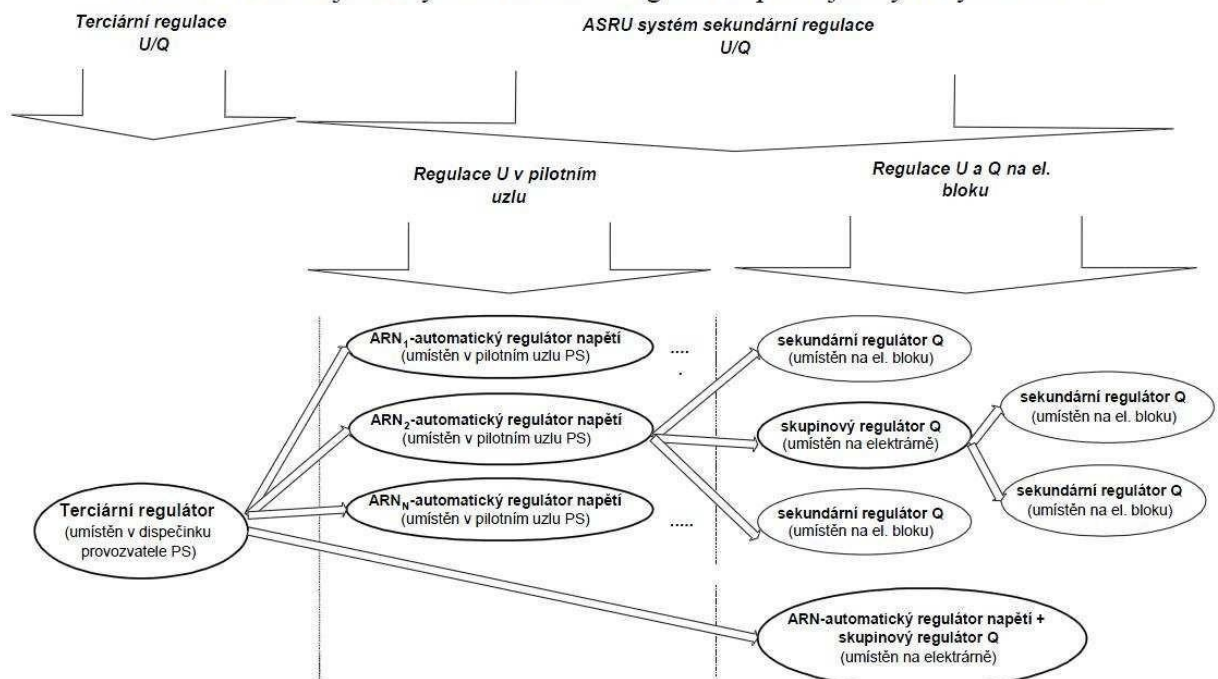 Terciární regulace
U/Q
ASRU systém sekundární regulace
U/Q
Regulace U v pilotním
uzlu
Regulace U a Q na el.
bloku
ARN1-automatický regulátor napětí
(umístěn v pilotním uzlu PS)
....
.
sekundární regulátor Q
(umístěn na el. bloku)
sekundární regulátor Q
(umístěn na el. bloku)
ARN2-automatický regulátor napětí
(umístěn v pilotním uzlu PS)
skupinový regulátor Q
(umístěn na elektrárně)
Terciární regulátor
(umístěn v dispečinku
provozvatele PS)
ARNN-automatický regulátor napětí
(umístěn v pilotním uzlu PS)
.....
sekundární regulátor Q
(umístěn na el. bloku)
sekundární regulátor Q
(umístěn na el. bloku)
ARN-automatický regulátor napětí +
skupinový regulátor Q
(umístěn na elektrárně)